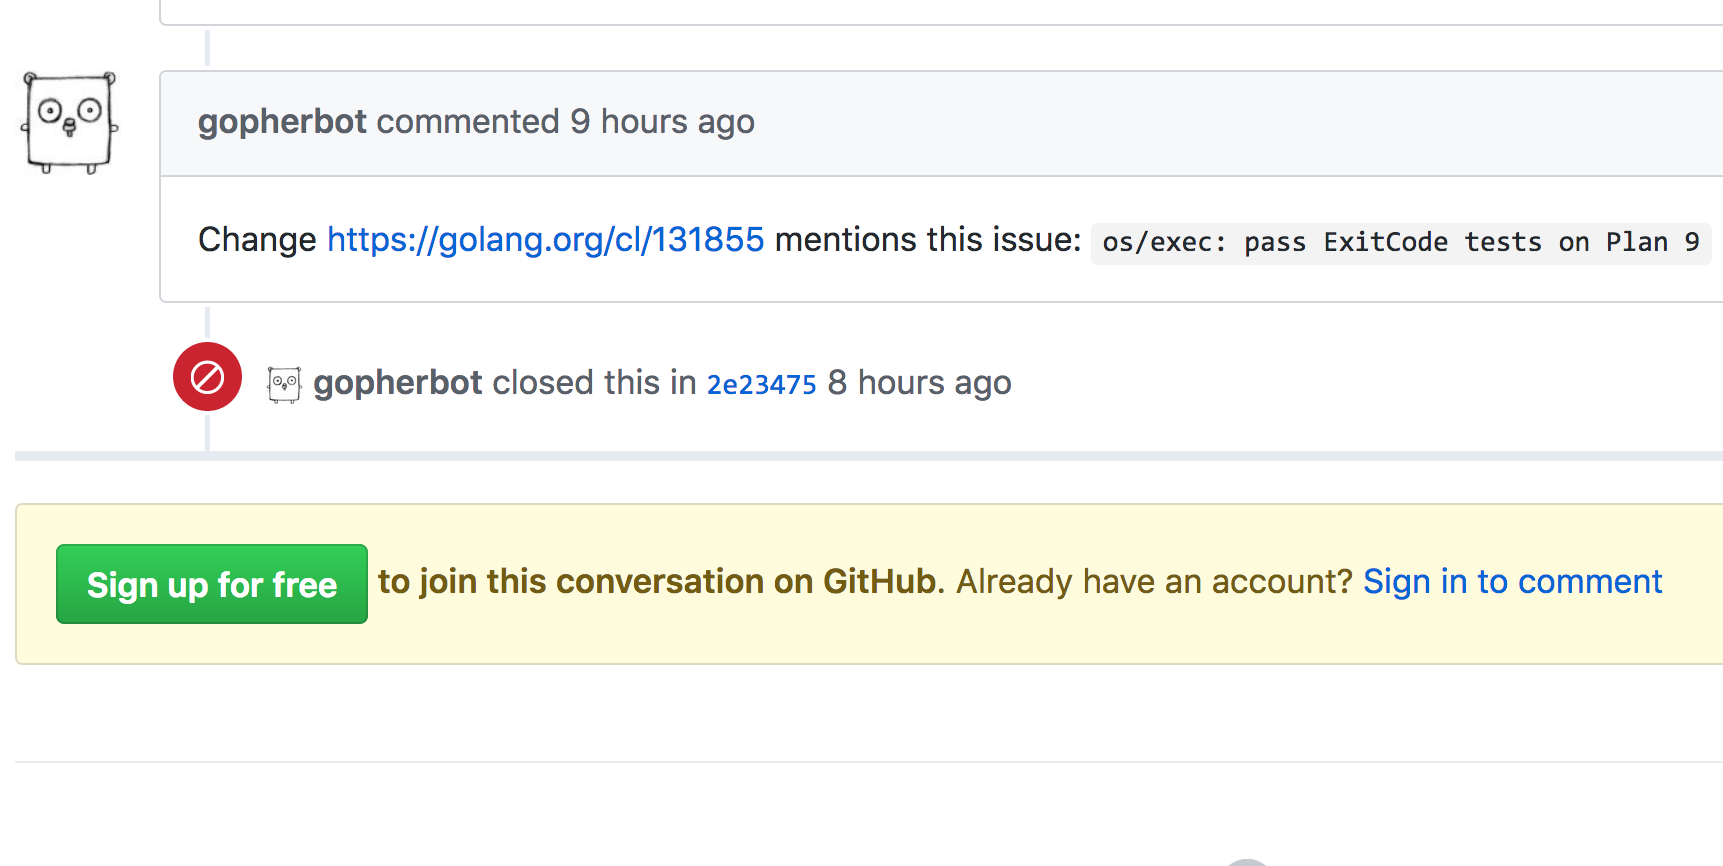 gopherbot commented 9 hours ago
Change https://golang.org/cl/131855 mentions this issue: os/exec: pass ExitCode tests on Plan 9
gopherbot closed this in 2e23475 8 hours ago
Sign up for free to join this conversation on GitHub. Already have an account? Sign in to comment